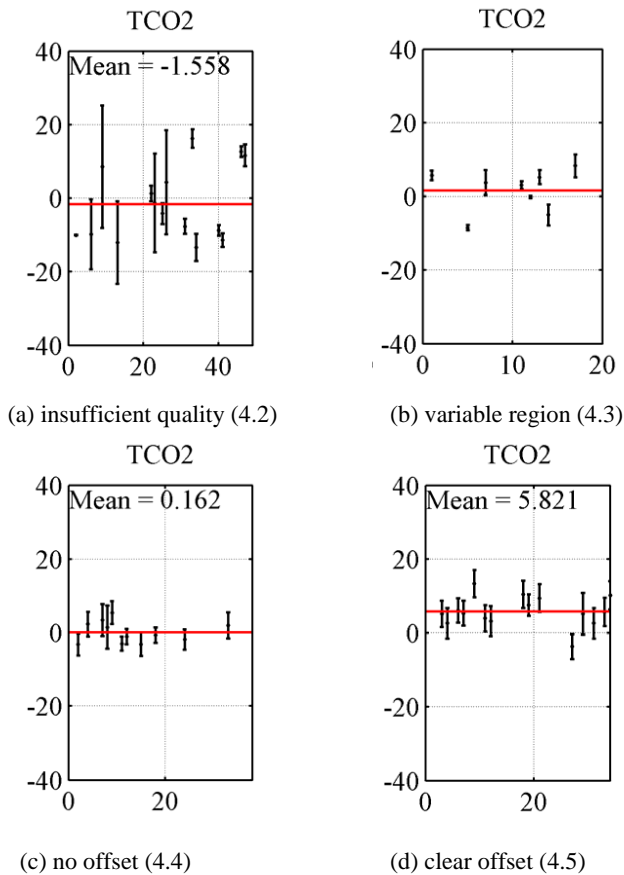 TCO2
Mean = -1.558
40
20
0
-20
-40
0
20
40
(a) insufficient quality (4.2)
TCO2
40
20
0
-20
-40
0
10
20
(b) variable region (4.3)
TCO2
Mean = 0.162
40
20
0
-20
-40
0
20
(c) no offset (4.4)
TCO2
Mean = 5.821
40
20
0
-20
-40
0
20
(d) clear offset (4.5)